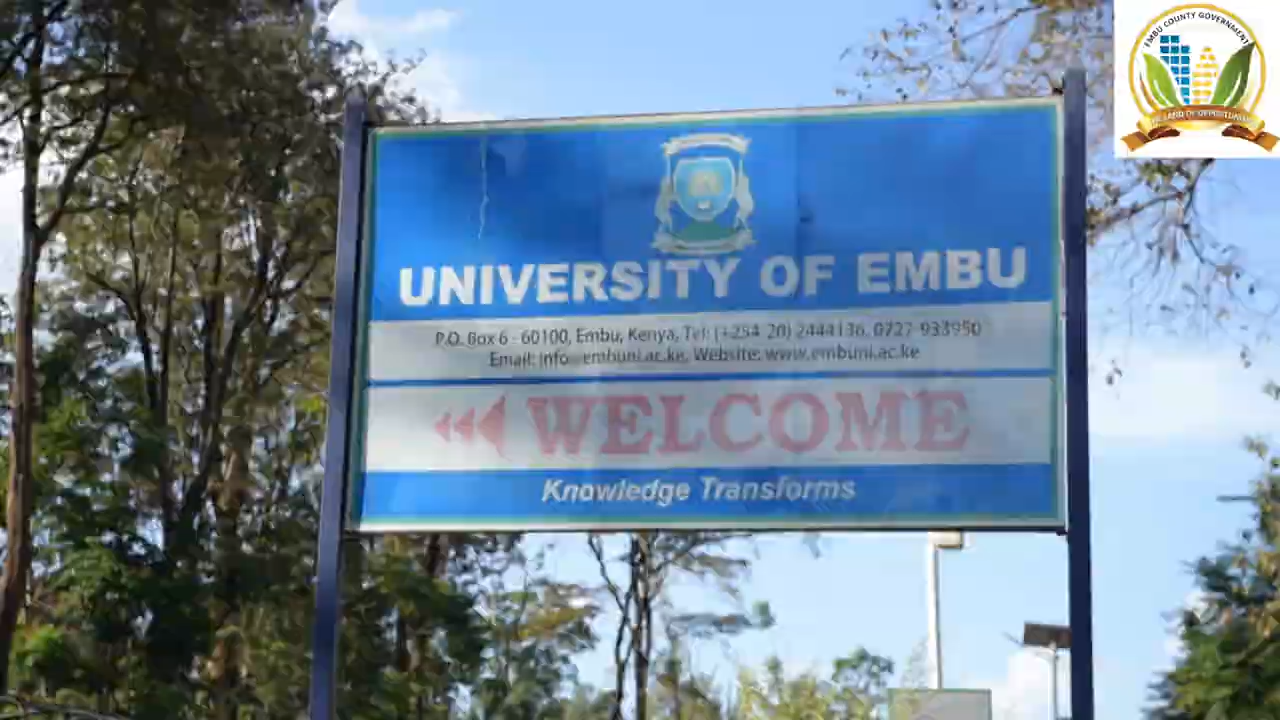 EMBU COUNTY GOVERNMENT
UNIVERSITY OF EMBU
P.O. Box 6 - 60100, Embu, Kenya, Tel: (+254 20) 2444136, 0727-933950
Email: info@embuni.ac.ke, Website: www.embuni.ac.ke
WELCOME
Knowledge Transforms